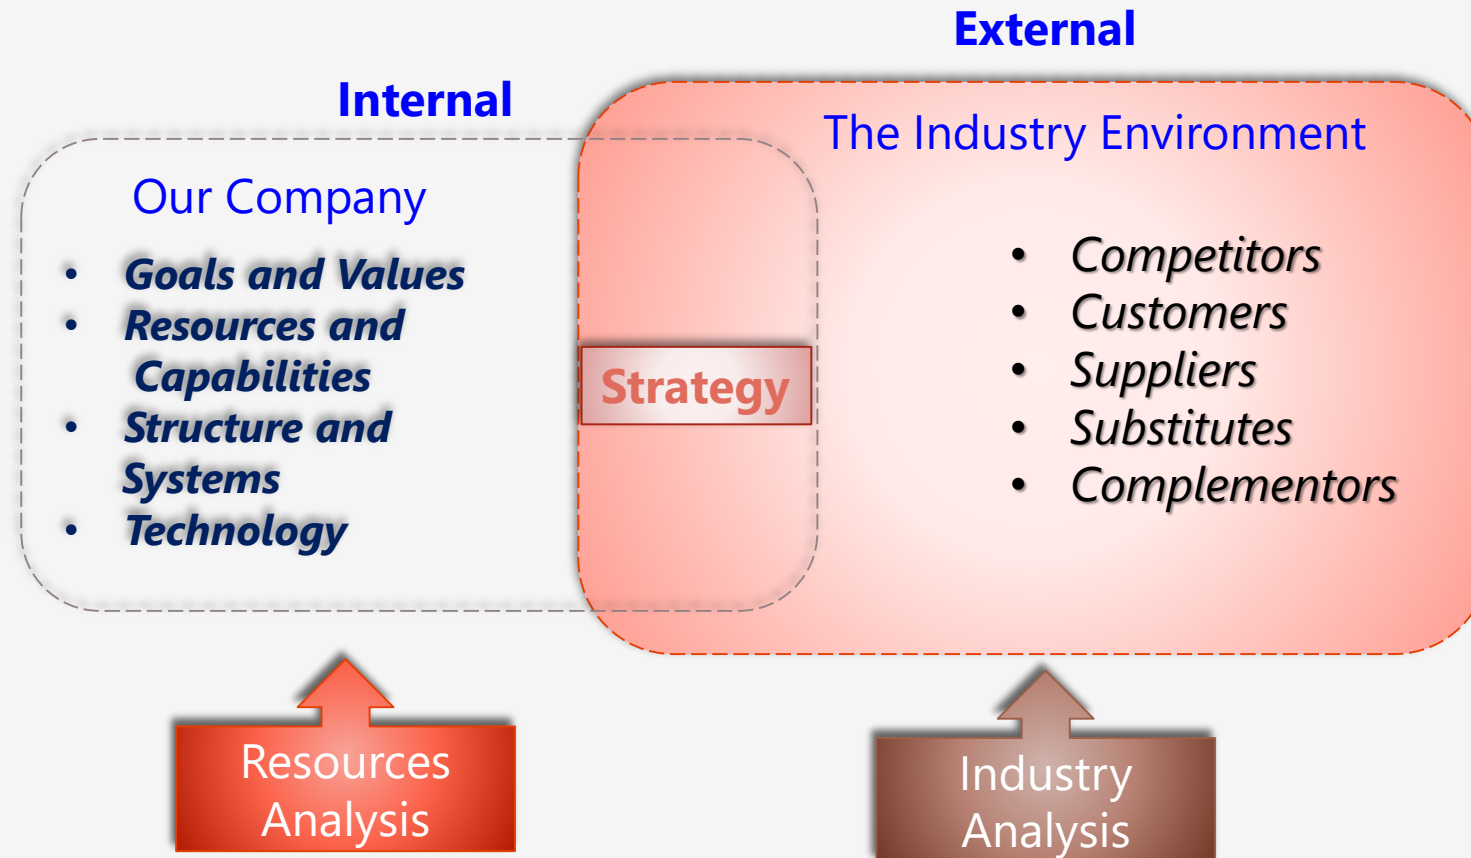 External
Internal
The Industry Environment
Our Company
• Goals and Values
• Resources and
Capabilities
• Structure and
Systems
• Technology
Strategy
• Competitors
• Customers
• Suppliers
• Substitutes
• Complementors
Resources
Analysis
Industry
Analysis